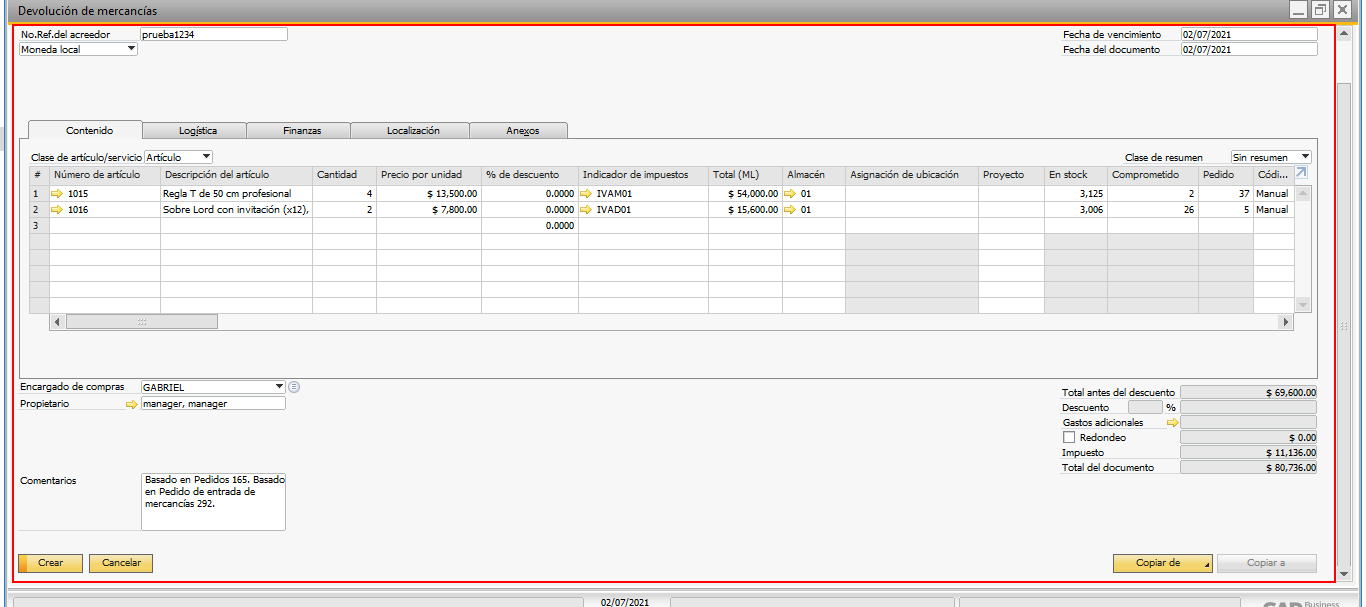 Devolución de mercancías
No.Ref.del acreedor prueba1234 Fecha de vencimiento 02/07/2021
Moneda local Fecha del documento 02/07/2021
Contenido Logística Finanzas Localización Anexos
Clase de artículo/servicio Artículo Clase de resumen Sin resumen
# Número de artículo Descripción del artículo Cantidad Precio por unidad % de descuento Indicador de impuestos Total (ML) Almacén Asignación de ubicación Proyecto En stock Comprometido Pedido Códi...
1 1015 Regla T de 50 cm profesional 4 $ 13,500.00 0.0000 IVAM01 $ 54,000.00 01 3,125 2 37 Manual
2 1016 Sobre Lord con invitación (x12), 2 $ 7,800.00 0.0000 IVAD01 $ 15,600.00 01 3,006 26 5 Manual
3 0.0000
Encargado de compras GABRIEL
Propietario manager, manager
Total antes del descuento $ 69,600.00
Descuento %
Gastos adicionales
Redondeo $ 0.00
Impuesto $ 11,136.00
Total del documento $ 80,736.00
Comentarios Basado en Pedidos 165. Basado
en Pedido de entrada de
mercancías 292.
Crear Cancelar Copiar de Copiar a
02/07/2021 Business